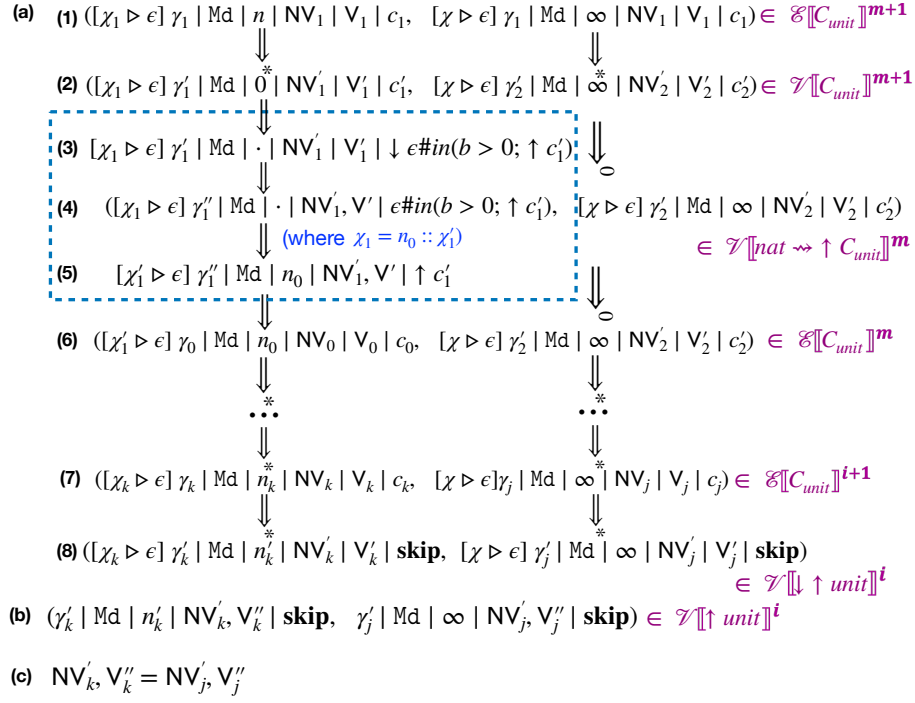 (a) (1) ([χ₁ ▷ ϵ] γ₁ | Md | n | NV₁ | V₁ | c₁, [χ ▷ ϵ] γ₁ | Md | ∞ | NV₁ | V₁ | c₁) ∈ ℰ⟦C_unit⟧^{m+1}
⇓* ⇓*
(2) ([χ₁ ▷ ϵ] γ′₁ | Md | 0 | NV′₁ | V′₁ | c′₁, [χ ▷ ϵ] γ′₂ | Md | ∞ | NV′₂ | V′₂ | c′₂) ∈ 𝒱⟦C_unit⟧^{m+1}
⇓ ⇓₀
(3) [χ₁ ▷ ϵ] γ′₁ | Md | · | NV′₁ | V′₁ | ↓ ϵ#in(b > 0; ↑ c′₁)
⇓
(4) ([χ₁ ▷ ϵ] γ″₁ | Md | · | NV′₁, V′ | ϵ#in(b > 0; ↑ c′₁), [χ ▷ ϵ] γ′₂ | Md | ∞ | NV′₂ | V′₂ | c′₂)
⇓ (where χ₁ = n₀ :: χ′₁) ∈ 𝒱⟦nat ⇝ ↑ C_unit⟧^m
(5) [χ′₁ ▷ ϵ] γ″₁ | Md | n₀ | NV′₁, V′ | ↑ c′₁
⇓ ⇓₀
(6) ([χ′₁ ▷ ϵ] γ₀ | Md | n₀ | NV₀ | V₀ | c₀, [χ ▷ ϵ] γ′₂ | Md | ∞ | NV′₂ | V′₂ | c′₂) ∈ ℰ⟦C_unit⟧^m
⇓* ⇓*
… …
⇓* ⇓*
(7) ([χ_k ▷ ϵ] γ_k | Md | n_k | NV_k | V_k | c_k, [χ ▷ ϵ]γ_j | Md | ∞ | NV_j | V_j | c_j) ∈ ℰ⟦C_unit⟧^{i+1}
⇓* ⇓*
(8) ([χ_k ▷ ϵ] γ′_k | Md | n′_k | NV′_k | V′_k | skip, [χ ▷ ϵ] γ′_j | Md | ∞ | NV′_j | V′_j | skip)
∈ 𝒱⟦↓ ↑ unit⟧^i
(b) (γ′_k | Md | n′_k | NV′_k, V″_k | skip, γ′_j | Md | ∞ | NV′_j, V″_j | skip) ∈ 𝒱⟦↑ unit⟧^i
(c) NV′_k, V″_k = NV′_j, V″_j